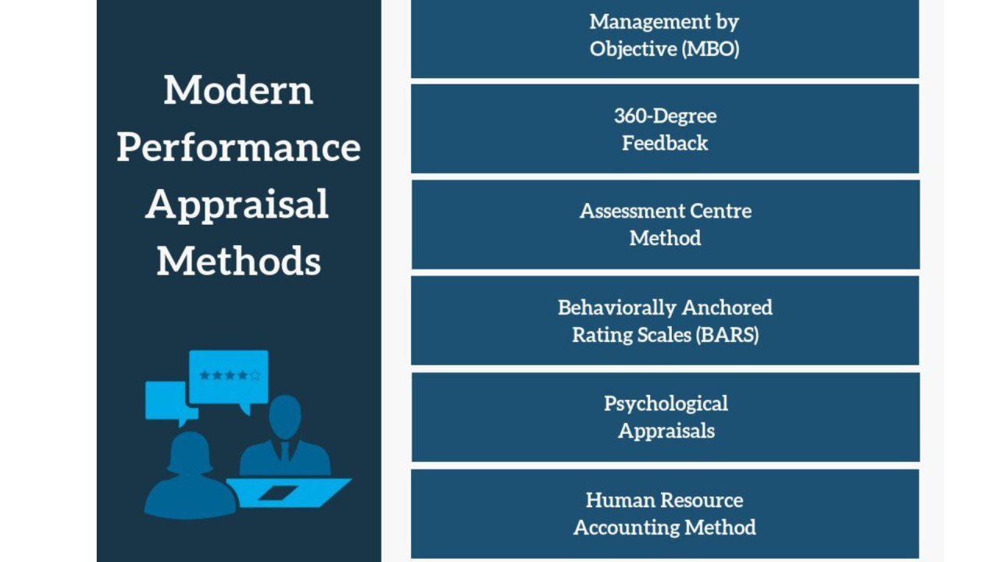 Modern
Performance
Appraisal
Methods
Management by
Objective (MBO)
360-Degree
Feedback
Assessment Centre
Method
Behaviorally Anchored
Rating Scales (BARS)
Psychological
Appraisals
Human Resource
Accounting Method